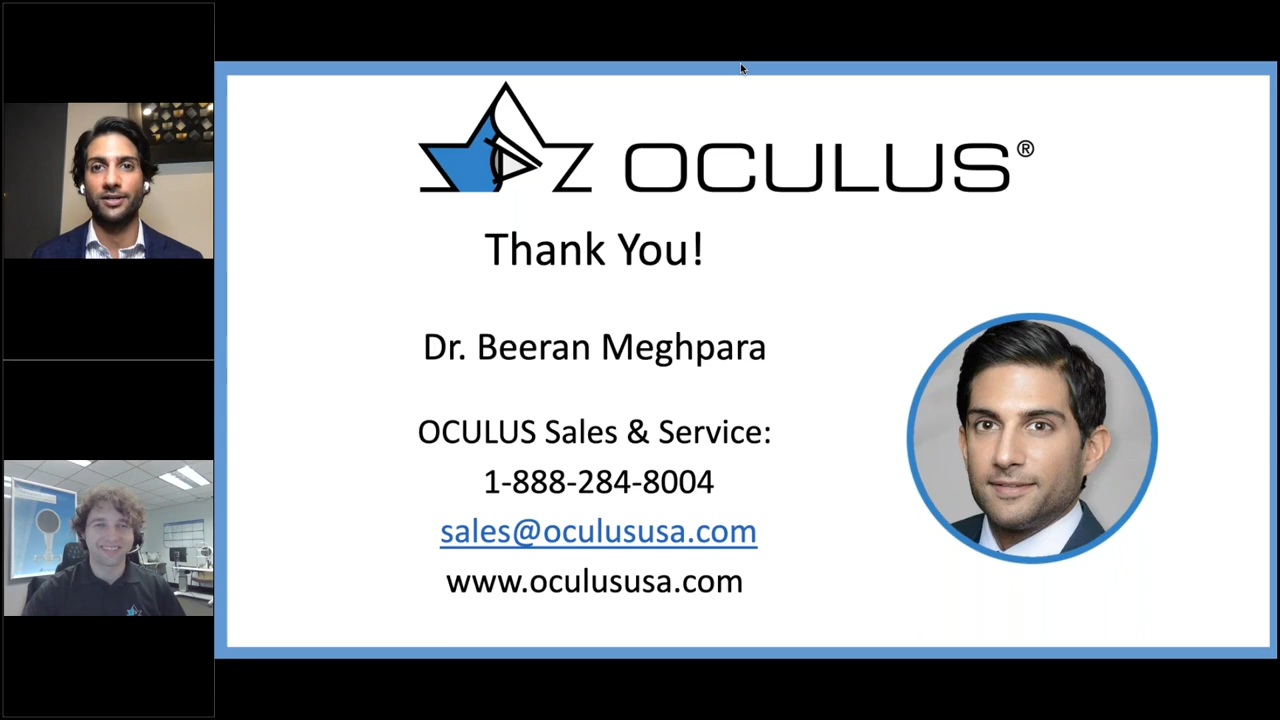 OCULUS®
Thank You!
Dr. Beeran Meghpara
OCULUS Sales & Service:
1-888-284-8004
sales@oculususa.com
www.oculususa.com